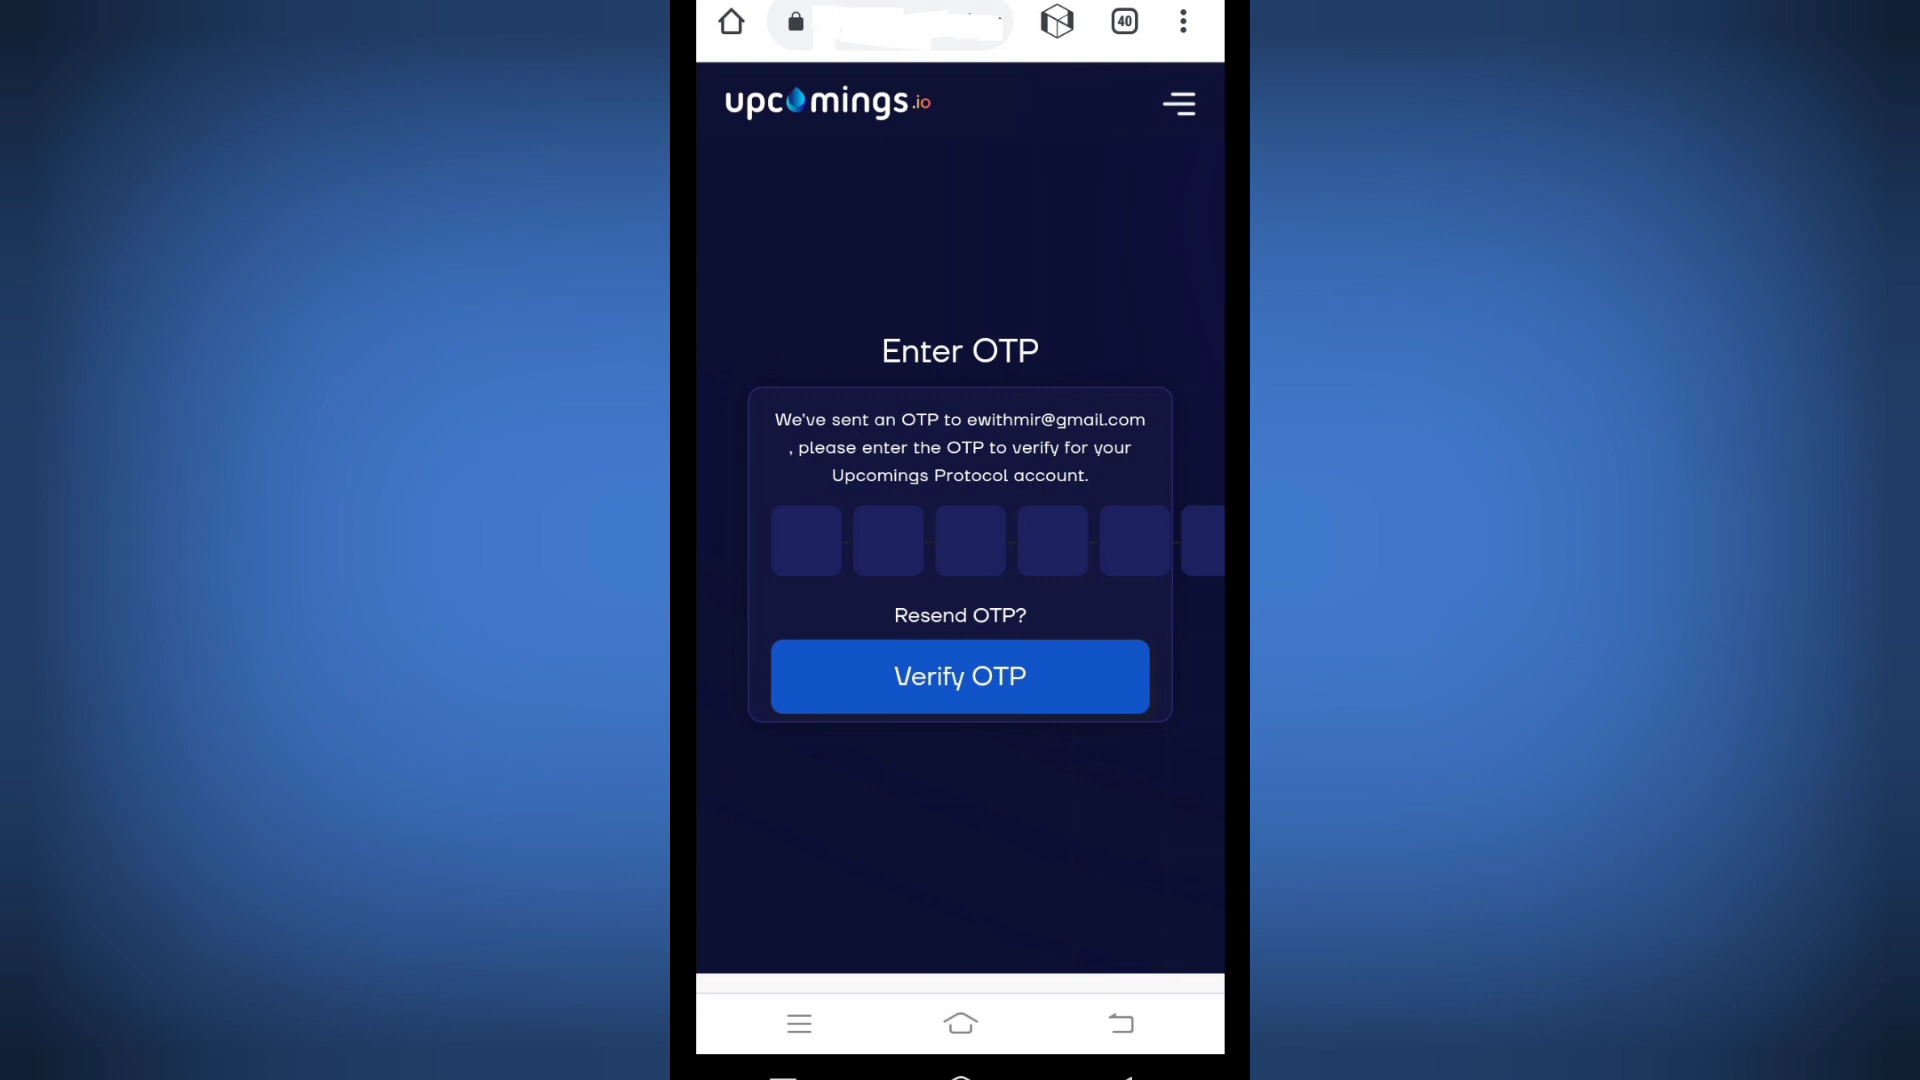 40
upcomings.io
Enter OTP
We've sent an OTP to ewithmir@gmail.com
, please enter the OTP to verify for your
Upcomings Protocol account.
Resend OTP?
Verify OTP